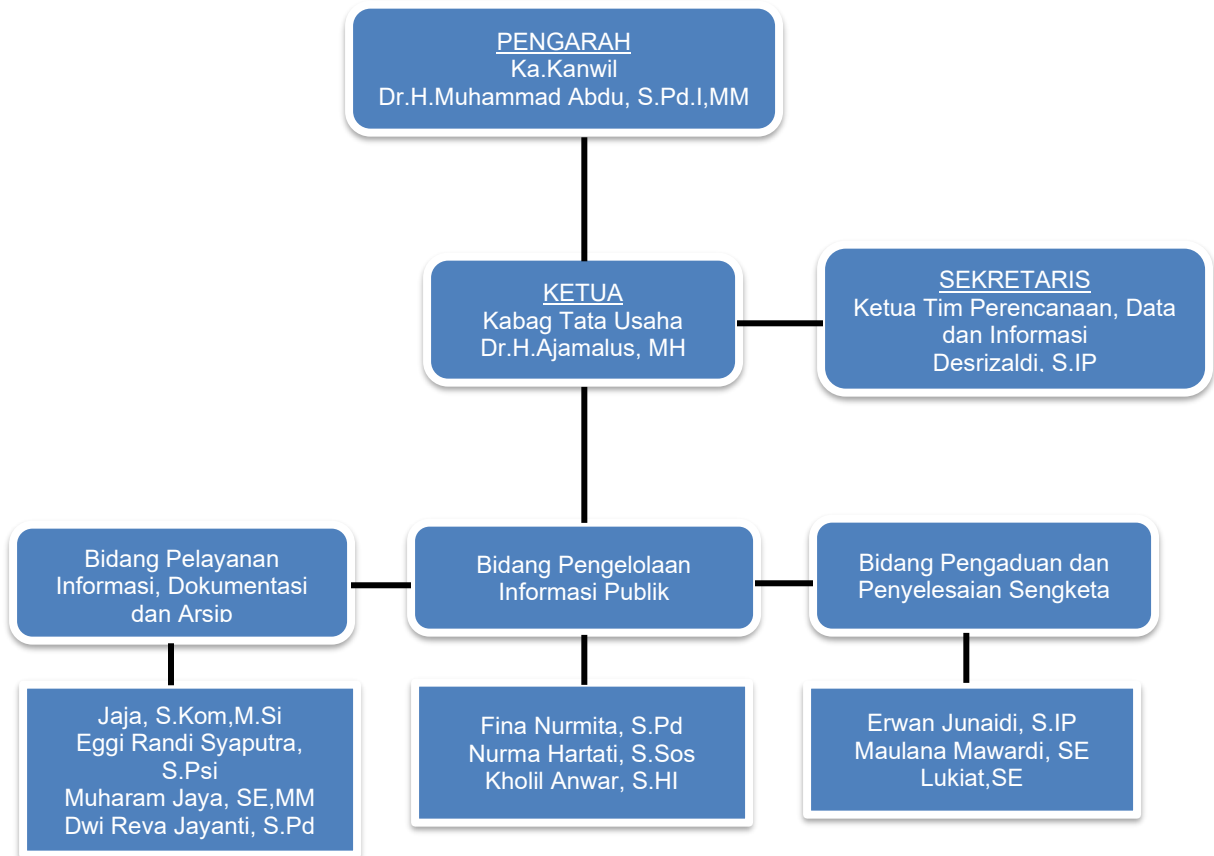 PENGARAH
Ka.Kanwil
Dr.H.Muhammad Abdu, S.Pd.I,MM
KETUA
Kabag Tata Usaha
Dr.H.Ajamalus, MH
SEKRETARIS
Ketua Tim Perencanaan, Data
dan Informasi
Desrizaldi, S.IP
Bidang Pelayanan
Informasi, Dokumentasi
dan Arsip
Bidang Pengelolaan
Informasi Publik
Bidang Pengaduan dan
Penyelesaian Sengketa
Jaja, S.Kom,M.Si
Eggi Randi Syaputra,
S.Psi
Muharam Jaya, SE,MM
Dwi Reva Jayanti, S.Pd
Fina Nurmita, S.Pd
Nurma Hartati, S.Sos
Kholil Anwar, S.HI
Erwan Junaidi, S.IP
Maulana Mawardi, SE
Lukiat,SE